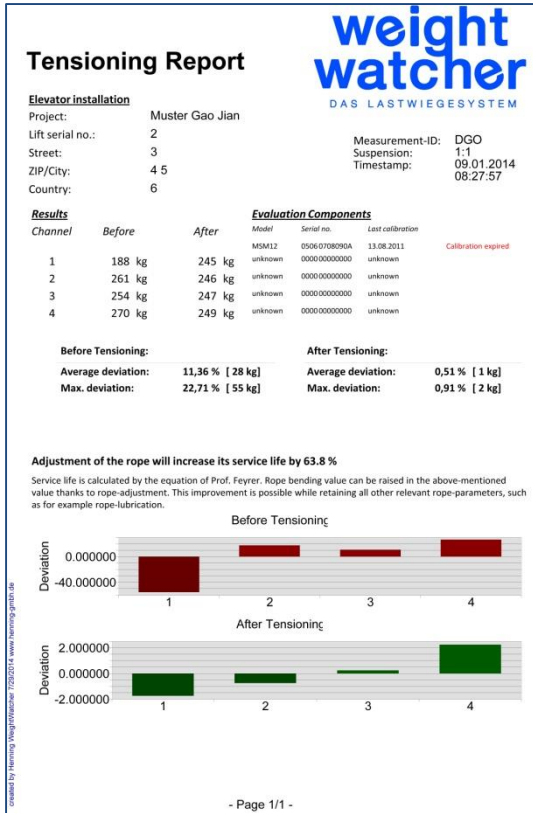 weight
watcher
DAS LASTWIEGESYSTEM
Tensioning Report
Elevator installation
Project: Muster Gao Jian
Lift serial no.: 2
Street: 3
ZIP/City: 4 5
Country: 6
Measurement-ID: DGO
Suspension: 1:1
Timestamp: 09.01.2014
08:27:57
Results
Channel Before After
1 188 kg 245 kg
2 261 kg 246 kg
3 254 kg 247 kg
4 270 kg 249 kg
Evaluation Components
Model Serial no. Last calibration
MSM12 05060708090A 13.08.2011 Calibration expired
unknown 000000000000 unknown
unknown 000000000000 unknown
unknown 000000000000 unknown
unknown 000000000000 unknown
Before Tensioning:
Average deviation: 11,36 % [ 28 kg]
Max. deviation: 22,71 % [ 55 kg]
After Tensioning:
Average deviation: 0,51 % [ 1 kg]
Max. deviation: 0,91 % [ 2 kg]
Adjustment of the rope will increase its service life by 63.8 %
Service life is calculated by the equation of Prof. Feyrer. Rope bending value can be raised in the above-mentioned
value thanks to rope-adjustment. This improvement is possible while retaining all other relevant rope-parameters, such
as for example rope-lubrication.
Before Tensioning
Deviation
0.000000
-40.000000
1 2 3 4
After Tensioning
Deviation
2.000000
0.000000
-2.000000
1 2 3 4
created by Henning WeightWatcher 7/29/2014 www.henning-gmbh.de
- Page 1/1 -